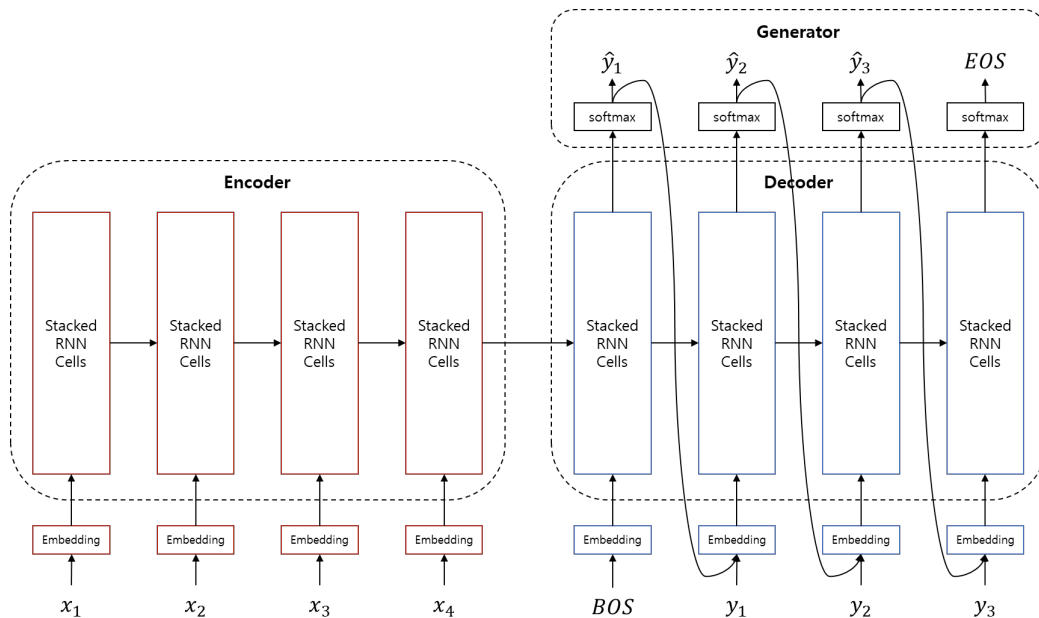 Generator
ŷ₁ ŷ₂ ŷ₃ EOS
softmax softmax softmax softmax
Encoder
Decoder
Stacked RNN Cells
Stacked RNN Cells
Stacked RNN Cells
Stacked RNN Cells
Stacked RNN Cells
Stacked RNN Cells
Stacked RNN Cells
Stacked RNN Cells
Embedding Embedding Embedding Embedding Embedding Embedding Embedding Embedding
x₁ x₂ x₃ x₄ BOS y₁ y₂ y₃